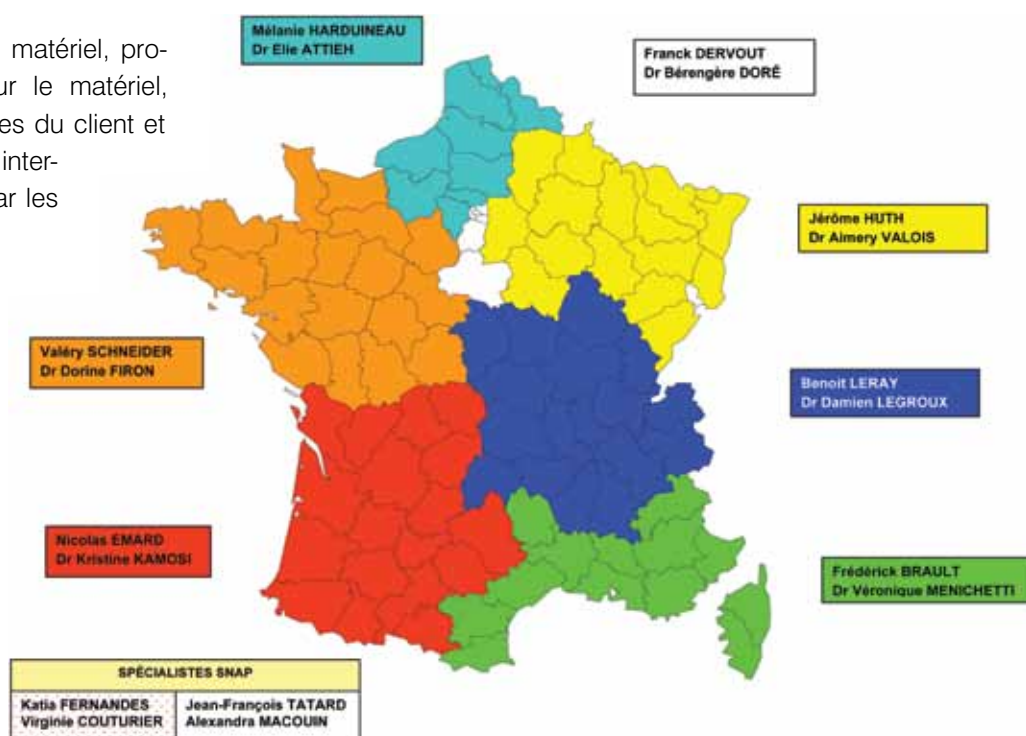 matériel, pro-
ur le matériel,
es du client et
inter-
ar les
Mélanie HARDUINEAU
Dr Elie ATTIEH
Franck DERVOUT
Dr Bérengère DORÉ
Jérôme HUTH
Dr Aimery VALOIS
Valéry SCHNEIDER
Dr Dorine FIRON
Benoit LERAY
Dr Damien LEGROUX
Nicolas EMARD
Dr Kristine KAMOSI
Frédérick BRAULT
Dr Véronique MENICHETTI
SPÉCIALISTES SNAP
Katia FERNANDES
Virginie COUTURIER
Jean-François TATARD
Alexandra MACOUIN